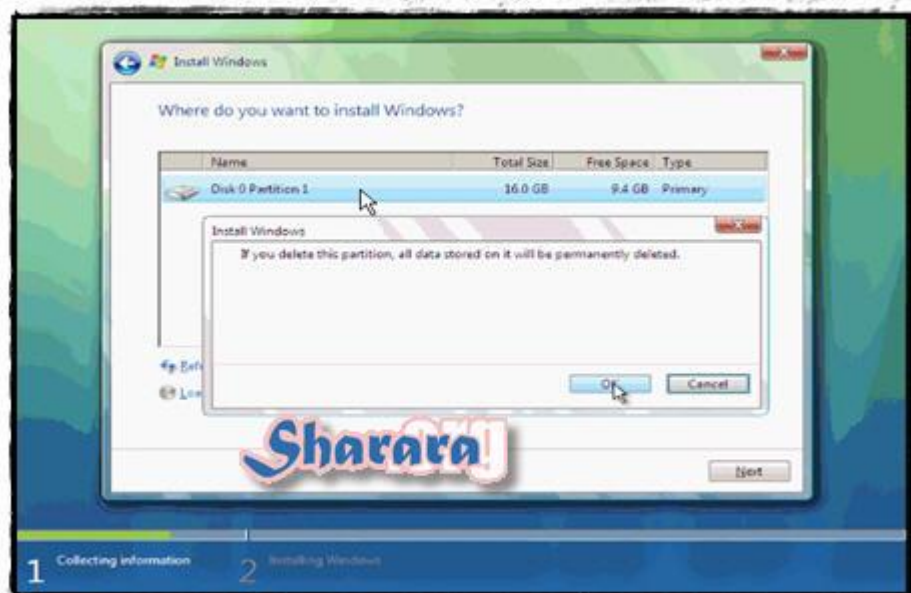 Install Windows
Where do you want to install Windows?
Name Total Size Free Space Type
Disk 0 Partition 1 16.0 GB 9.4 GB Primary
Install Windows
If you delete this partition, all data stored on it will be permanently deleted.
OK Cancel
Sharara
org
Next
1 Collecting information 2 Installing Windows